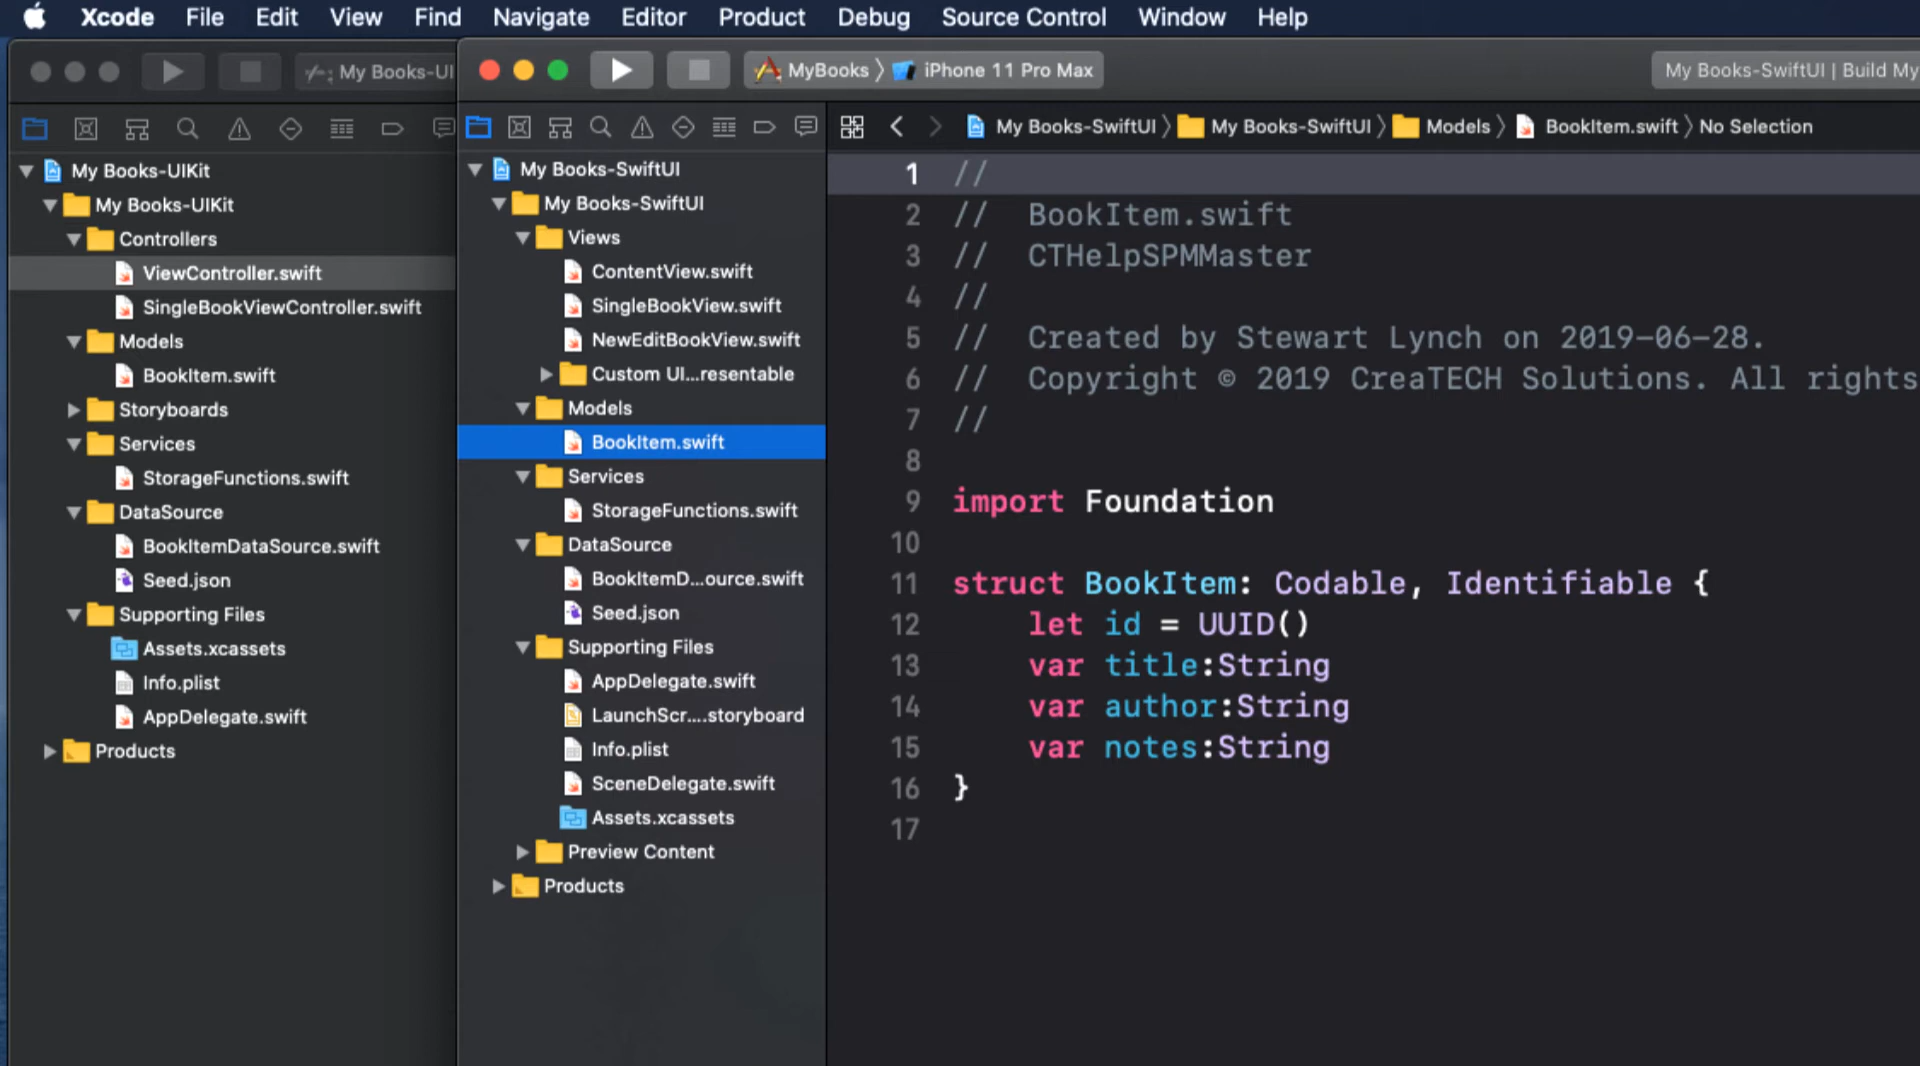 Xcode File Edit View Find Navigate Editor Product Debug Source Control Window Help
My Books-UI
MyBooks iPhone 11 Pro Max
My Books-SwiftUI | Build My
My Books-UIKit
My Books-UIKit
Controllers
ViewController.swift
SingleBookViewController.swift
Models
BookItem.swift
Storyboards
Services
StorageFunctions.swift
DataSource
BookItemDataSource.swift
Seed.json
Supporting Files
Assets.xcassets
Info.plist
AppDelegate.swift
Products
My Books-SwiftUI
My Books-SwiftUI
Views
ContentView.swift
SingleBookView.swift
NewEditBookView.swift
Custom UI...resentable
Models
BookItem.swift
Services
StorageFunctions.swift
DataSource
BookItemD...ource.swift
Seed.json
Supporting Files
AppDelegate.swift
LaunchScr....storyboard
Info.plist
SceneDelegate.swift
Assets.xcassets
Preview Content
Products
My Books-SwiftUI My Books-SwiftUI Models BookItem.swift No Selection
1 //
2 // BookItem.swift
3 // CTHelpSPMMaster
4 //
5 // Created by Stewart Lynch on 2019-06-28.
6 // Copyright © 2019 CreaTECH Solutions. All rights
7 //
8
9 import Foundation
10
11 struct BookItem: Codable, Identifiable {
12 let id = UUID()
13 var title:String
14 var author:String
15 var notes:String
16 }
17